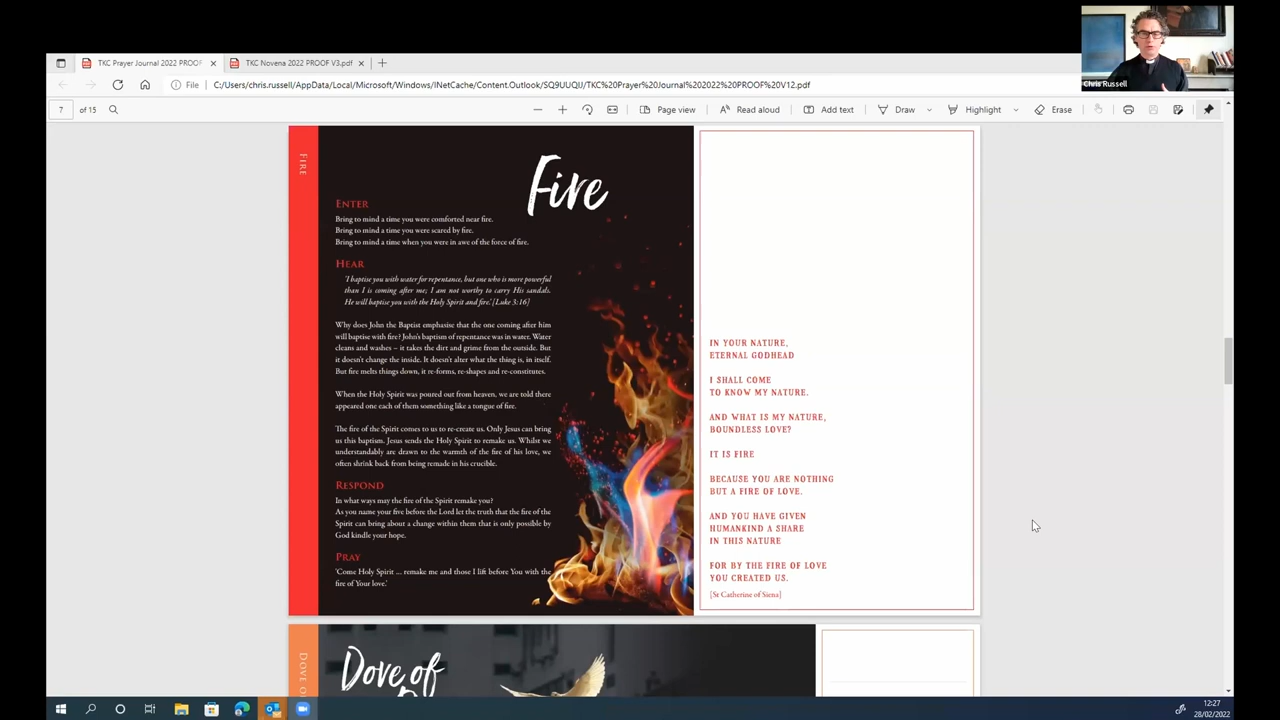 TKC Prayer Journal 2022 PROOF
TKC Novena 2022 PROOF V3.pdf
File
C:/Users/chris.russell/AppData/Local/Microsoft/Windows/INetCache/Content.Outlook/SQ9UUQIJ/TKC%20Prayer%20Journal%202022%20PROOF%20V12.pdf
Chris Russell
7 of 15
Page view
Read aloud
Add text
Draw
Highlight
Erase
FIRE
Fire
ENTER
Bring to mind a time you were comforted near fire.
Bring to mind a time you were scared by fire.
Bring to mind a time when you were in awe of the force of fire.
HEAR
'I baptise you with water for repentance, but one who is more powerful
than I is coming after me; I am not worthy to carry His sandals.
He will baptise you with the Holy Spirit and fire.' [Luke 3:16]
Why does John the Baptist emphasise that the one coming after him
will baptise with fire? John's baptism of repentance was in water. Water
cleans and washes – it takes the dirt and grime from the outside. But
it doesn't change the inside. It doesn't alter what the thing is, in itself.
But fire melts things down, it re-forms, re-shapes and re-constitutes.
When the Holy Spirit was poured out from heaven, we are told there
appeared one each of them something like a tongue of fire.
The fire of the Spirit comes to us to re-create us. Only Jesus can bring
us this baptism. Jesus sends the Holy Spirit to remake us. Whilst we
understandably are drawn to the warmth of the fire of his love, we
often shrink back from being remade in his crucible.
RESPOND
In what ways may the fire of the Spirit remake you?
As you name your five before the Lord let the truth that the fire of the
Spirit can bring about a change within them that is only possible by
God kindle your hope.
PRAY
'Come Holy Spirit ... remake me and those I lift before You with the
fire of Your love.'
IN YOUR NATURE,
ETERNAL GODHEAD
I SHALL COME
TO KNOW MY NATURE.
AND WHAT IS MY NATURE,
BOUNDLESS LOVE?
IT IS FIRE
BECAUSE YOU ARE NOTHING
BUT A FIRE OF LOVE.
AND YOU HAVE GIVEN
HUMANKIND A SHARE
IN THIS NATURE
FOR BY THE FIRE OF LOVE
YOU CREATED US.
[St Catherine of Siena]
DOVE O
Dove of
12:27
28/02/2022